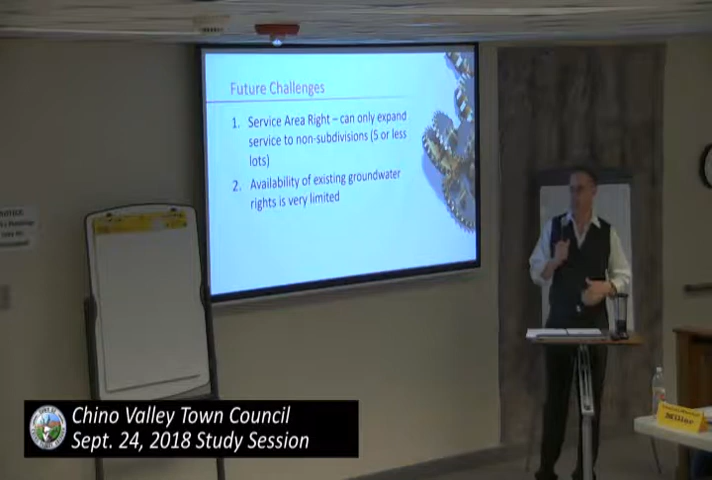 Future Challenges
1. Service Area Right – can only expand
service to non-subdivisions (5 or less
lots)
2. Availability of existing groundwater
rights is very limited
Miller
Chino Valley Town Council
Sept. 24, 2018 Study Session